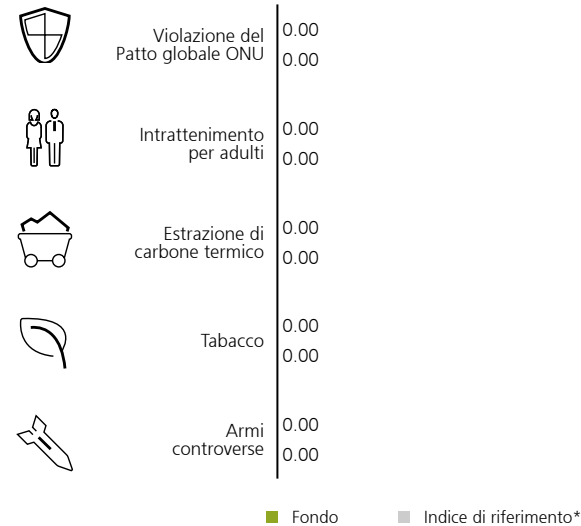 Violazione del
Patto globale ONU
0.00
0.00
Intrattenimento
per adulti
0.00
0.00
Estrazione di
carbone termico
0.00
0.00
Tabacco
0.00
0.00
Armi
controverse
0.00
0.00
Fondo
Indice di riferimento*